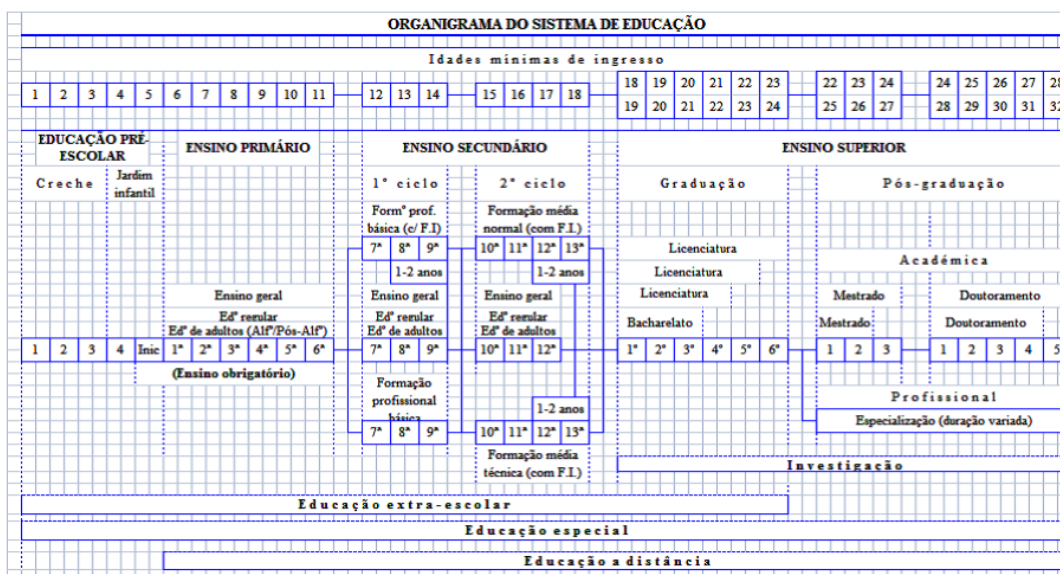 ORGANIGRAMA DO SISTEMA DE EDUCAÇÃO
Idades mínimas de ingresso
18 19 20 21 22 23 22 23 24 24 25 26 27 28
1 2 3 4 5 6 7 8 9 10 11 12 13 14 15 16 17 18
19 20 21 22 23 24 25 26 27 28 29 30 31 32
EDUCAÇÃO PRÉ-
ESCOLAR
ENSINO PRIMÁRIO
ENSINO SECUNDÁRIO
ENSINO SUPERIOR
Creche
Jardim
infantil
1º ciclo
2º ciclo
Graduação
Pós-graduação
Formº prof.
básica (c/ F.I)
Formação média
normal (com F.I.)
7ª 8ª 9ª
10ª 11ª 12ª 13ª
Licenciatura
Académica
1-2 anos
1-2 anos
Licenciatura
Ensino geral
Ensino geral
Ensino geral
Licenciatura
Mestrado
Doutoramento
Edº regular
Edº de adultos (Alfº/Pós-Alfº)
Edº regular
Edº de adultos
Edº regular
Edº de adultos
Bacharelato
Mestrado
Doutoramento
1 2 3 4 Inic 1ª 2ª 3ª 4ª 5ª 6ª 7ª 8ª 9ª 10ª 11ª 12ª 1º 2º 3º 4º 5º 6º 1 2 3 1 2 3 4 5
(Ensino obrigatório)
Formação
profissional
básica
1-2 anos
Profissional
Especialização (duração variada)
7ª 8ª 9ª
10ª 11ª 12ª 13ª
Formação média
técnica (com F.I.)
Investigação
Educação extra-escolar
Educação especial
Educação a distância